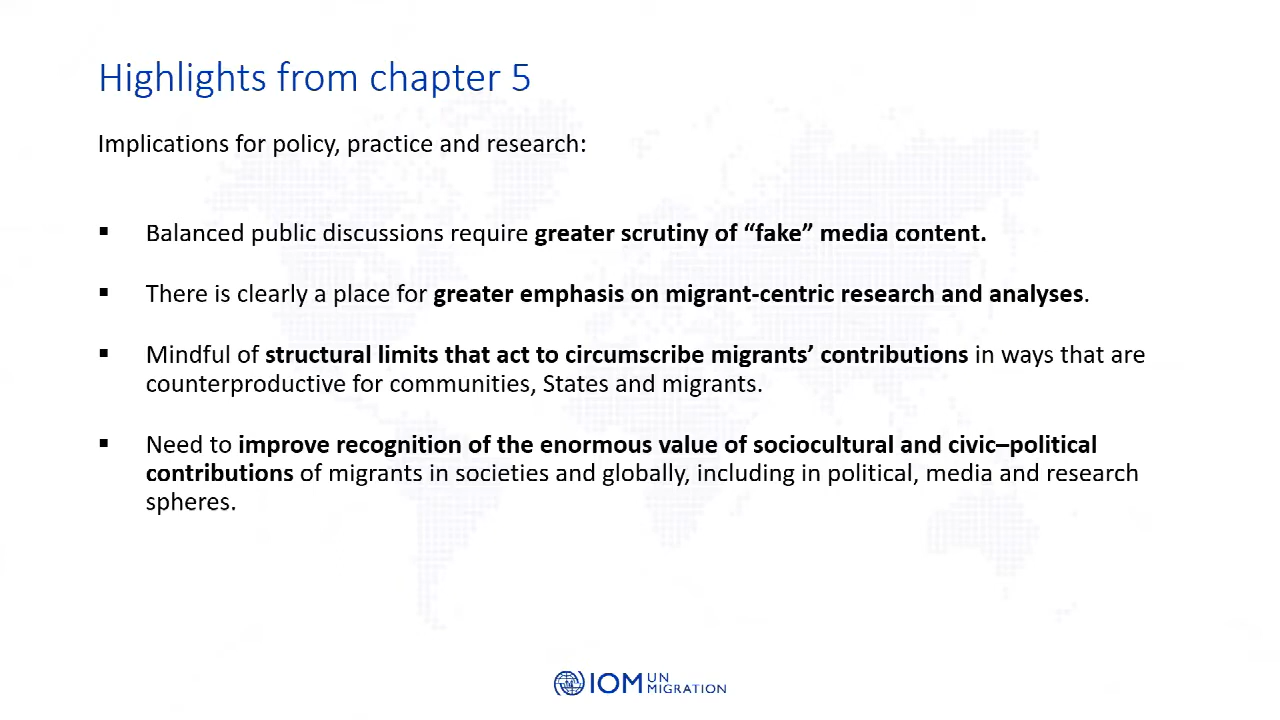 Highlights from chapter 5
Implications for policy, practice and research:
▪ Balanced public discussions require greater scrutiny of “fake” media content.
▪ There is clearly a place for greater emphasis on migrant-centric research and analyses.
▪ Mindful of structural limits that act to circumscribe migrants’ contributions in ways that are
counterproductive for communities, States and migrants.
▪ Need to improve recognition of the enormous value of sociocultural and civic–political
contributions of migrants in societies and globally, including in political, media and research
spheres.
IOM UN
MIGRATION